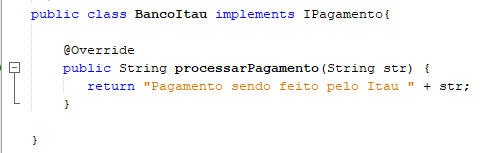 public class BancoItau implements IPagamento{
@Override
public String processarPagamento(String str) {
return "Pagamento sendo feito pelo Itau " + str;
}
}